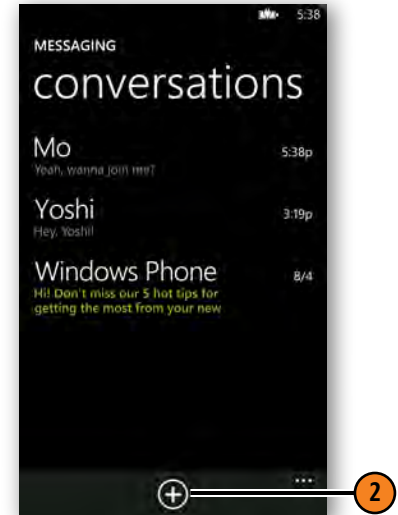 5:38
MESSAGING
conversations
Mo
5:38p
Yeah, wanna join me?
Yoshi
3:19p
Hey, Yoshi!
Windows Phone
8/4
Hi! Don't miss our 5 hot tips for
getting the most from your new
2